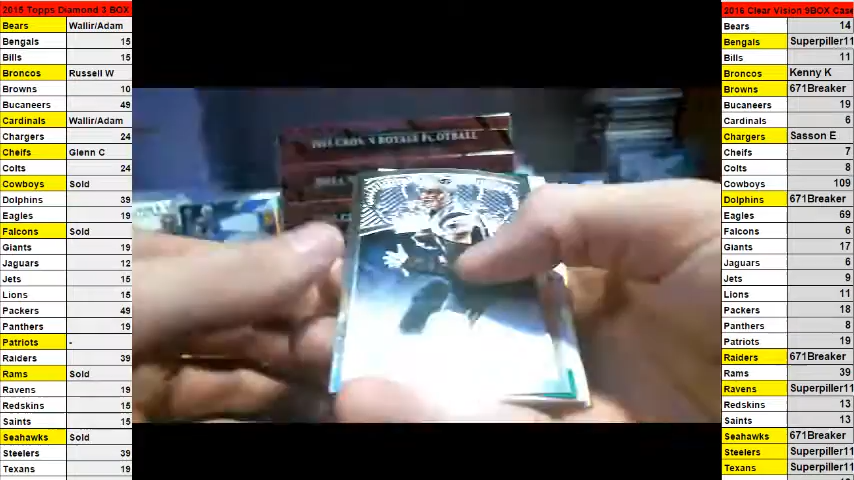 2015 Topps Diamond 3 BOX
Bears Wallir/Adam
Bengals 15
Bills 15
Broncos Russell W
Browns 10
Bucaneers 49
Cardinals Wallir/Adam
Chargers 24
Cheifs Glenn C
Colts 24
Cowboys Sold
Dolphins 39
Eagles 19
Falcons Sold
Giants 19
Jaguars 12
Jets 15
Lions 15
Packers 49
Panthers 19
Patriots -
Raiders 39
Rams Sold
Ravens 19
Redskins 15
Saints 15
Seahawks Sold
Steelers 39
Texans 19
ROYALE FOOTBALL
2016 Clear Vision 9BOX Case
Bears 14
Bengals Superpiller11
Bills 11
Broncos Kenny K
Browns 671Breaker
Bucaneers 19
Cardinals 6
Chargers Sasson E
Cheifs 7
Colts 8
Cowboys 109
Dolphins 671Breaker
Eagles 69
Falcons 6
Giants 17
Jaguars 6
Jets 9
Lions 11
Packers 18
Panthers 8
Patriots 19
Raiders 671Breaker
Rams 39
Ravens Superpiller11
Redskins 13
Saints 13
Seahawks 671Breaker
Steelers Superpiller11
Texans Superpiller11